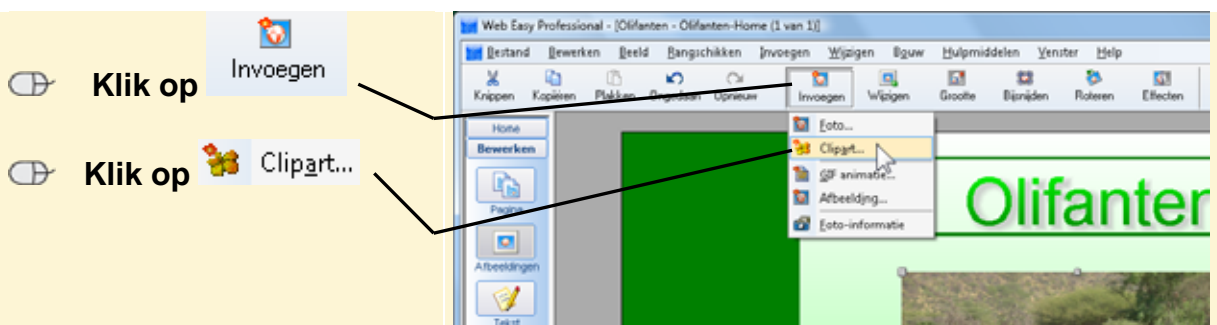 Klik op Invoegen
Klik op Clipart...
Web Easy Professional - [Olifanten - Olifanten-Home (1 van 1)]
Bestand Bewerken Beeld Rangschikken Invoegen Wijzigen Bouw Hulpmiddelen Venster Help
Knippen Kopiëren Plakken Ongedaan Opnieuw Invoegen Wijzigen Grootte Bijsnijden Roteren Effecten
Home
Bewerken
Pagina
Afbeeldingen
Tekst
Foto...
Clipart...
GIF animatie...
Afbeelding...
Foto-informatie
Olifanten